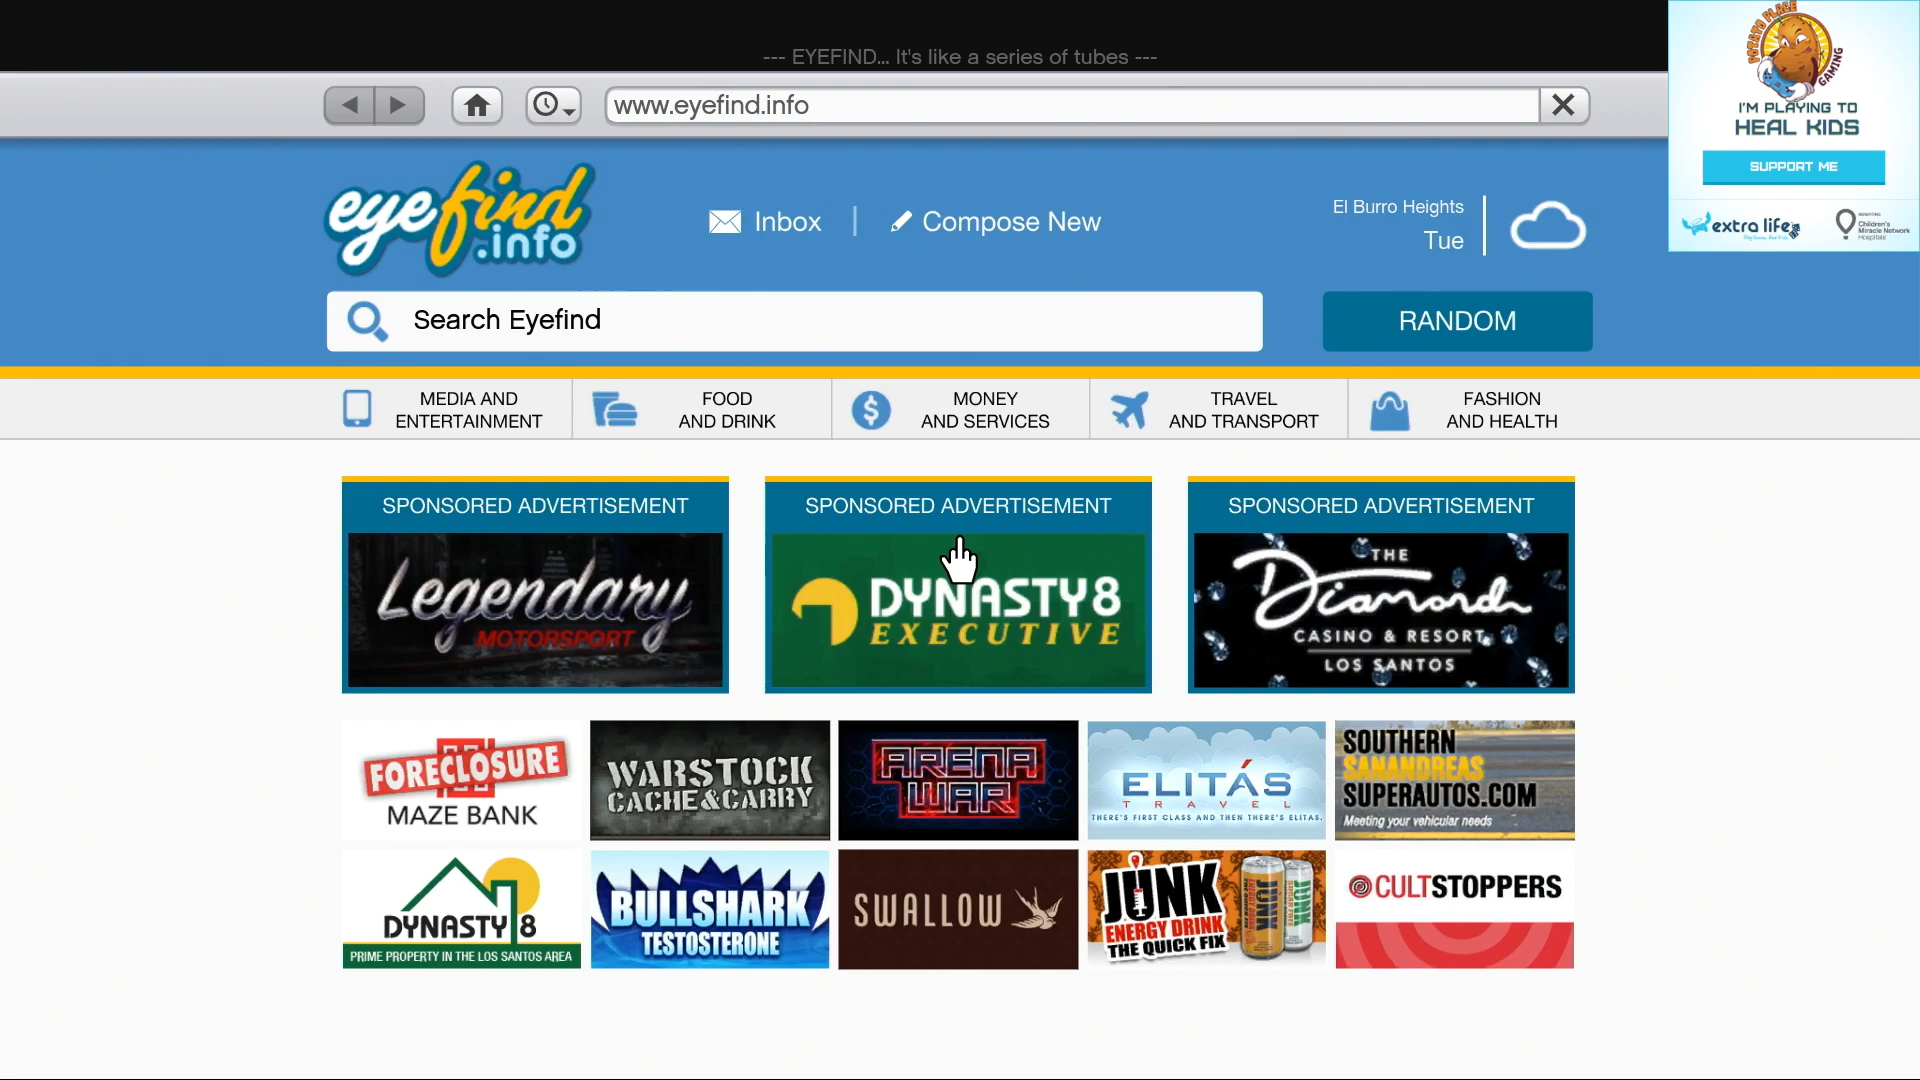 --- EYEFIND... It's like a series of tubes ---
www.eyefind.info
POTATO PLACE
GAMING
I'M PLAYING TO
HEAL KIDS
SUPPORT ME
extra life
Children's
Miracle Network
Hospitals
eyefind
.info
Inbox
Compose New
El Burro Heights
Tue
Search Eyefind
RANDOM
MEDIA AND
ENTERTAINMENT
FOOD
AND DRINK
MONEY
AND SERVICES
TRAVEL
AND TRANSPORT
FASHION
AND HEALTH
SPONSORED ADVERTISEMENT
Legendary
MOTORSPORT
SPONSORED ADVERTISEMENT
DYNASTY 8
EXECUTIVE
SPONSORED ADVERTISEMENT
THE
Diamond
CASINO & RESORT
LOS SANTOS
FORECLOSURE
MAZE BANK
WARSTOCK
CACHE&CARRY
ARENA
WAR
ELITÁS
TRAVEL
THERE'S FIRST CLASS AND THEN THERE'S ELITAS.
SOUTHERN
SANANDREAS
SUPERAUTOS.COM
Meeting your vehicular needs
DYNASTY 8
PRIME PROPERTY IN THE LOS SANTOS AREA
BULLSHARK
TESTOSTERONE
SWALLOW
JUNK
ENERGY DRINK
THE QUICK FIX
JUNK
JUNK
CULTSTOPPERS